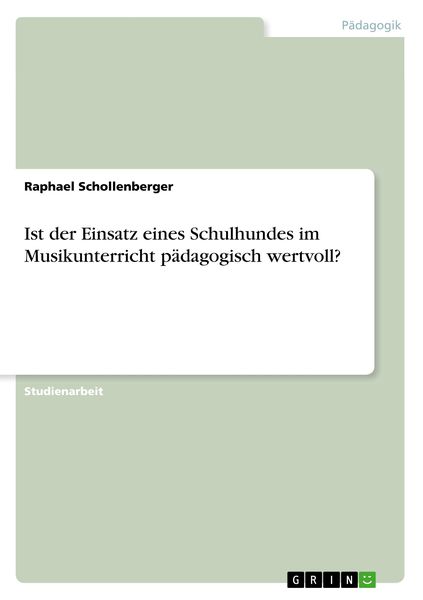 Pädagogik
Raphael Schollenberger
Ist der Einsatz eines Schulhundes im
Musikunterricht pädagogisch wertvoll?
Studienarbeit
GRIN